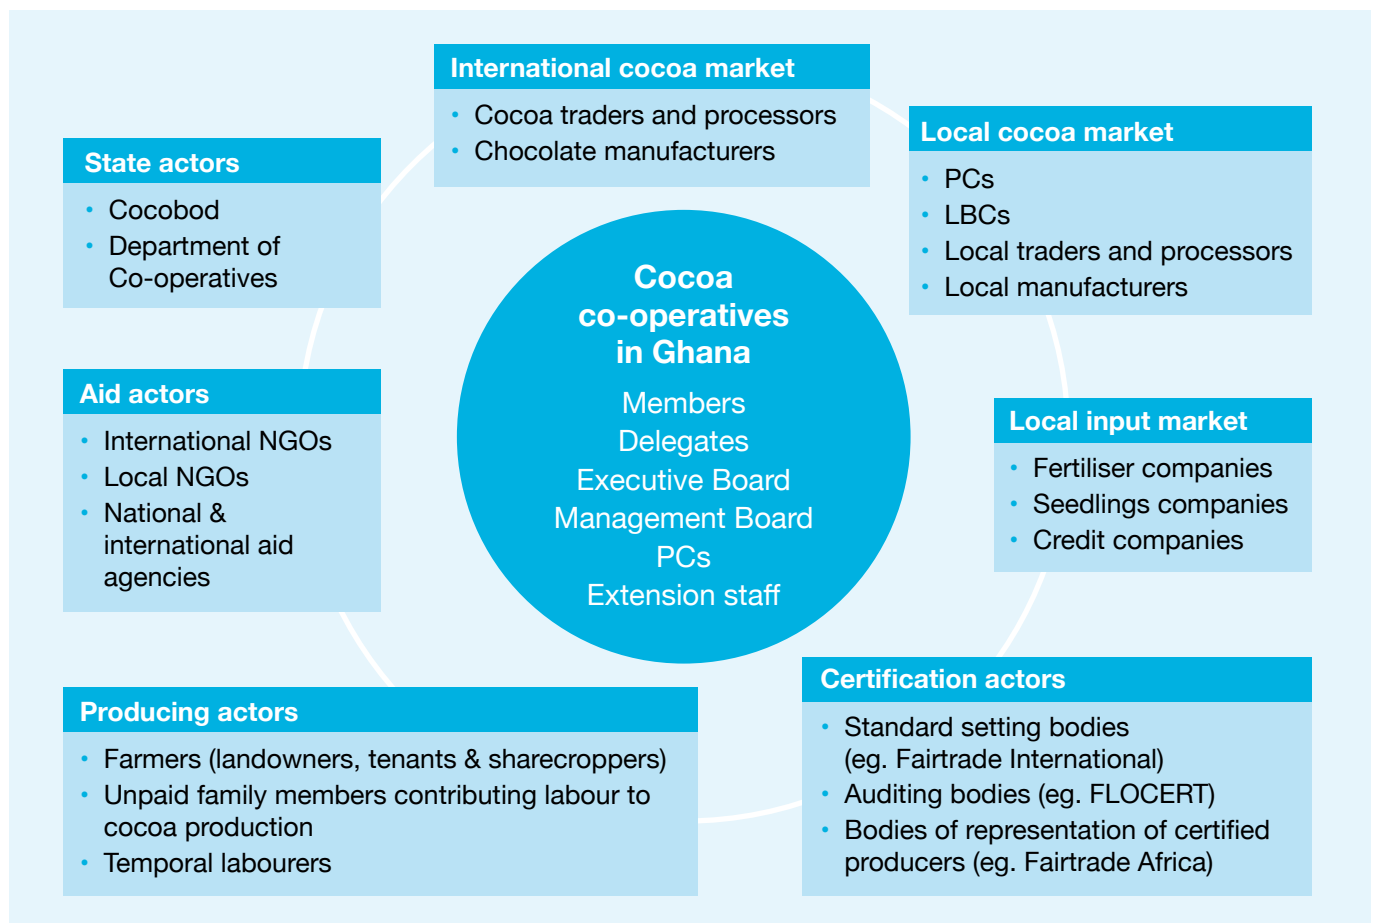 International cocoa market
• Cocoa traders and processors
• Chocolate manufacturers
Local cocoa market
• PCs
• LBCs
• Local traders and processors
• Local manufacturers
State actors
• Cocobod
• Department of
Co-operatives
Cocoa
co-operatives
in Ghana
Members
Delegates
Executive Board
Management Board
PCs
Extension staff
Aid actors
• International NGOs
• Local NGOs
• National &
international aid
agencies
Local input market
• Fertiliser companies
• Seedlings companies
• Credit companies
Producing actors
• Farmers (landowners, tenants & sharecroppers)
• Unpaid family members contributing labour to
cocoa production
• Temporal labourers
Certification actors
• Standard setting bodies
(eg. Fairtrade International)
• Auditing bodies (eg. FLOCERT)
• Bodies of representation of certified
producers (eg. Fairtrade Africa)